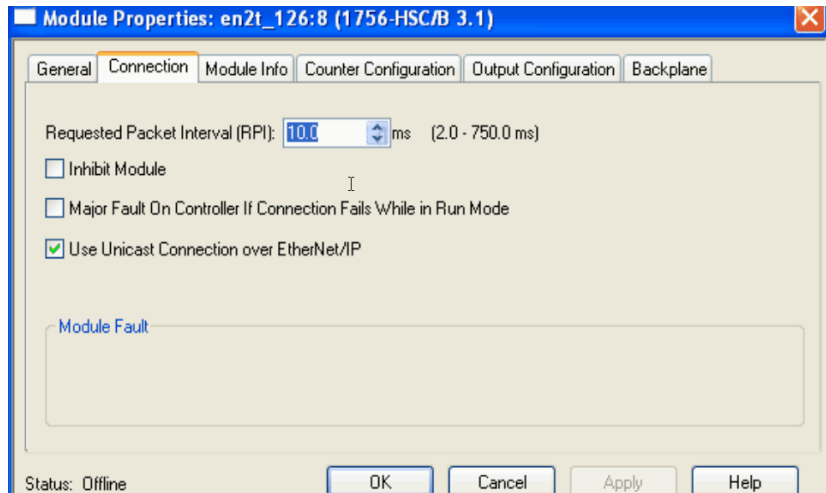 Module Properties: en2t_126:8 (1756-HSC/B 3.1)
General Connection Module Info Counter Configuration Output Configuration Backplane
Requested Packet Interval (RPI): 10.0 ms (2.0 - 750.0 ms)
Inhibit Module
Major Fault On Controller If Connection Fails While in Run Mode
Use Unicast Connection over EtherNet/IP
Module Fault
Status: Offline OK Cancel Apply Help